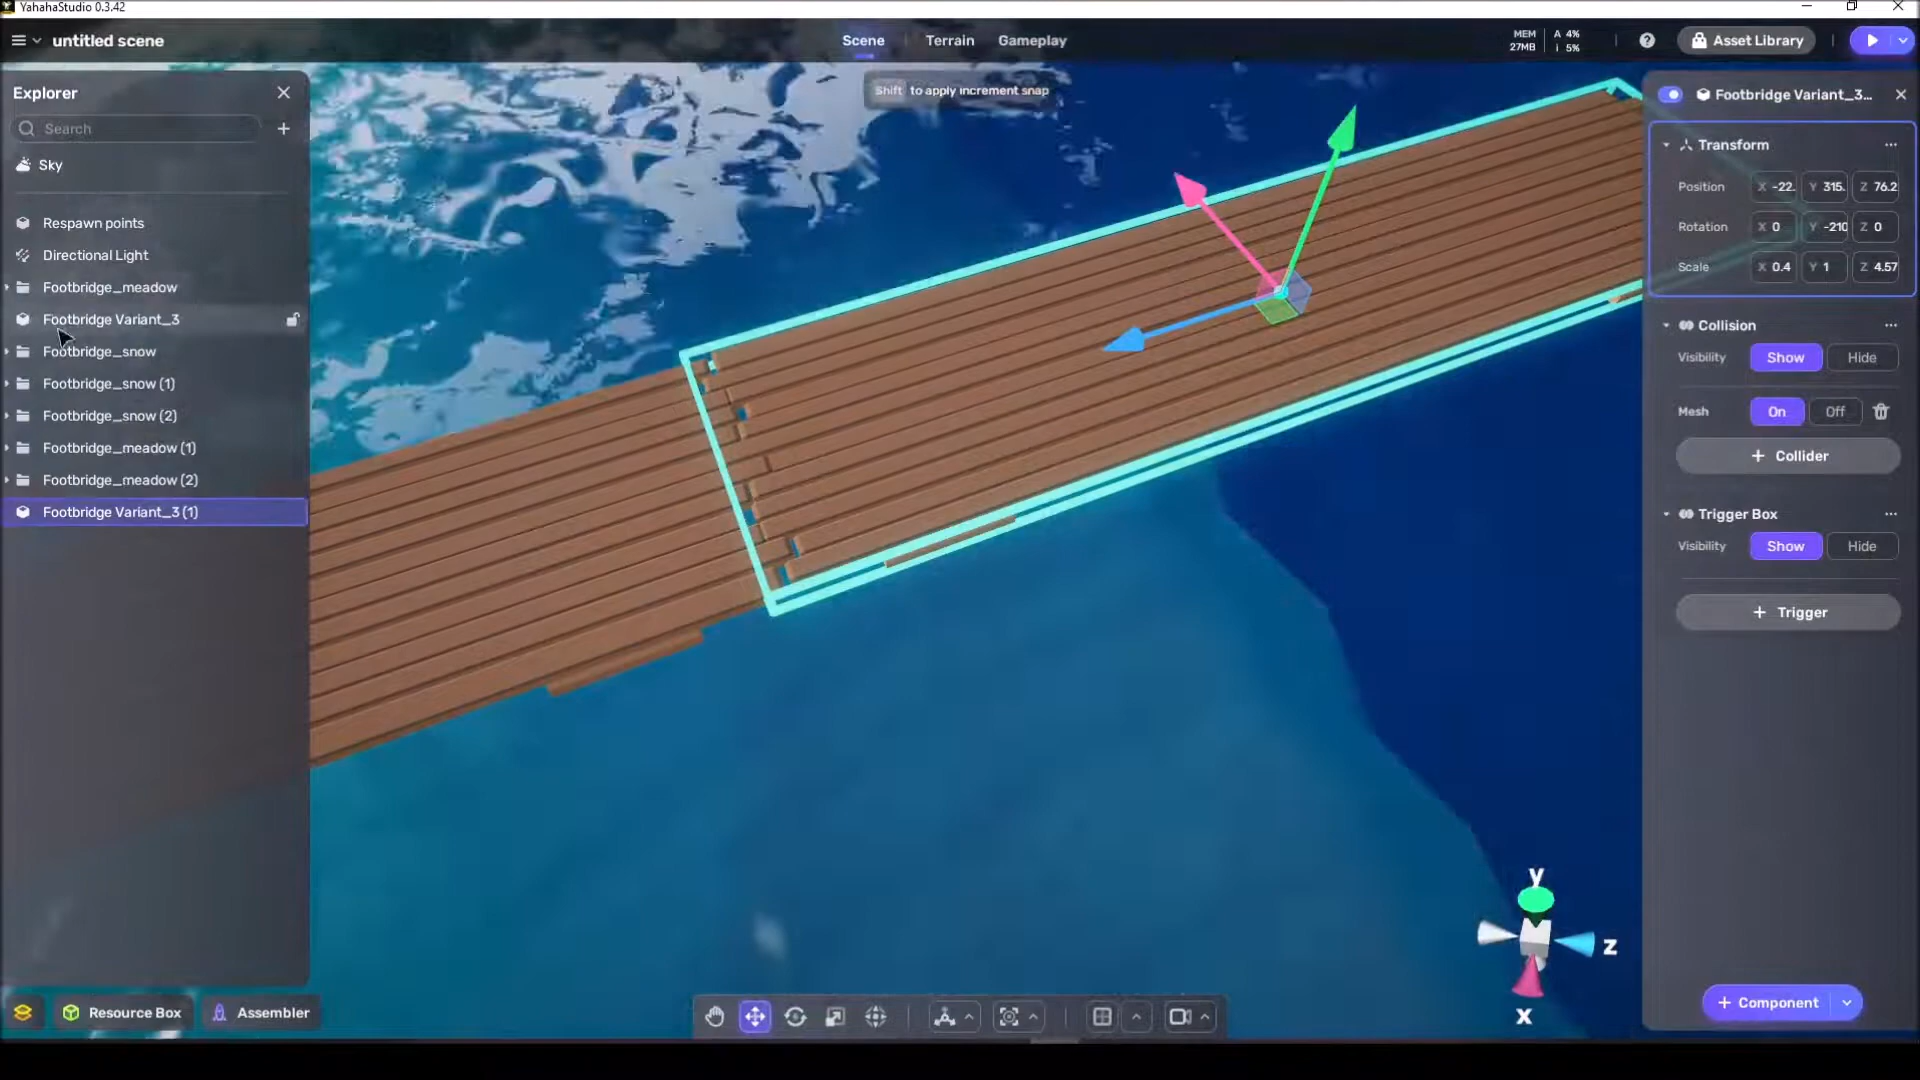 YahahaStudio 0.3.42
untitled scene
Scene
Terrain
Gameplay
MEM
27MB
A 4%
i 5%
Asset Library
Explorer
Search
Sky
Respawn points
Directional Light
Footbridge_meadow
Footbridge Variant_3
Footbridge_snow
Footbridge_snow (1)
Footbridge_snow (2)
Footbridge_meadow (1)
Footbridge_meadow (2)
Footbridge Variant_3 (1)
Resource Box
Assembler
Shift to apply increment snap
y
Z
X
Footbridge Variant_3...
Transform
Position X -22. Y 315. Z 76.2
Rotation X 0 Y -210 Z 0
Scale X 0.4 Y 1 Z 4.57
Collision
Visibility Show Hide
Mesh On Off
+ Collider
Trigger Box
Visibility Show Hide
+ Trigger
+ Component